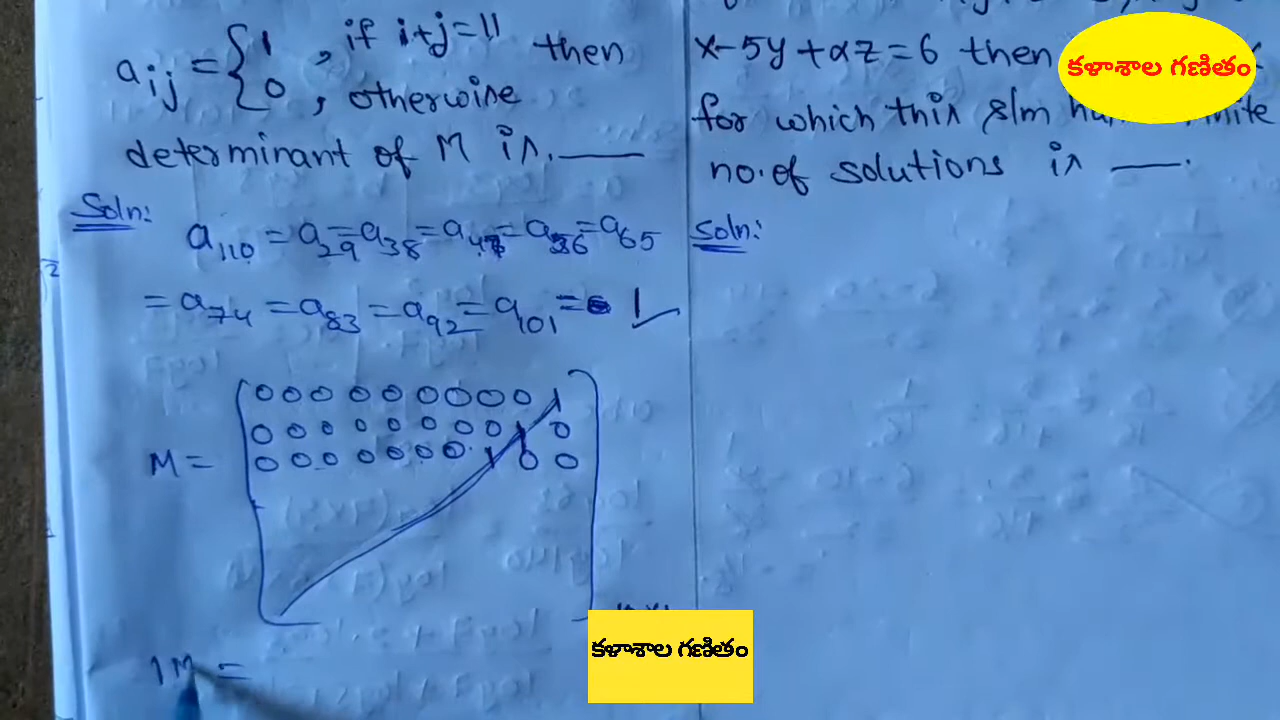 aij = { 1 , if i+j=11 then
0 , otherwise
determinant of M is. ___
Soln:
a110 = a29 = a38 = a47 = a56 = a65
= a74 = a83 = a92 = a101 = 1 ✓
0 0 0 0 0 0 0 0 0 1
0 0 0 0 0 0 0 0 1 0
M = 0 0 0 0 0 0 0 1 0 0
|M =
x-5y+αz=6 then
for which this s/m
no.of solutions is ___.
Soln:
కళాశాల గణితం
కళాశాల గణితం